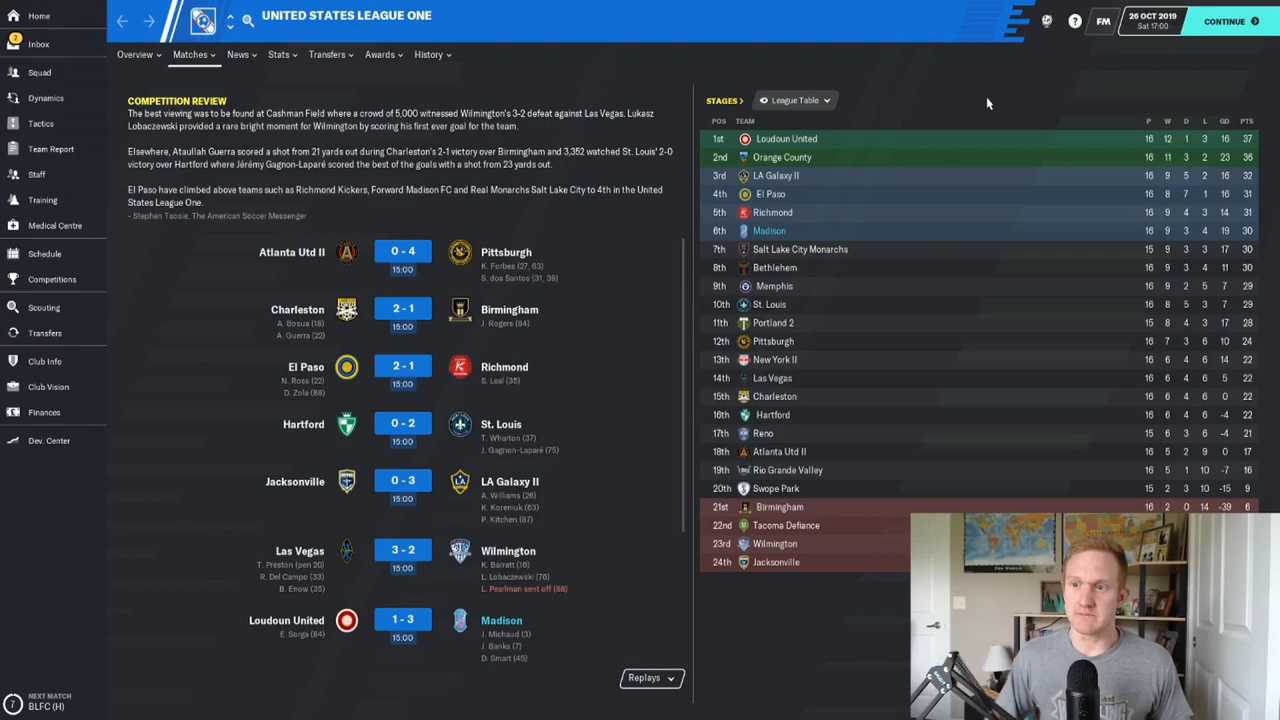 Home
Inbox
2
Squad
Dynamics
Tactics
Team Report
Staff
Training
Medical Centre
Schedule
Competitions
Scouting
Transfers
Club Info
Club Vision
Finances
Dev. Center
7
NEXT MATCH
BLFC (H)
UNITED STATES LEAGUE ONE
FM
26 OCT 2019
Sat 17:00
CONTINUE
Overview
Matches
News
Stats
Transfers
Awards
History
COMPETITION REVIEW
The best viewing was to be found at Cashman Field where a crowd of 5,000 witnessed Wilmington's 3-2 defeat against Las Vegas. Lukasz
Lobaczewski provided a rare bright moment for Wilmington by scoring his first ever goal for the team.
Elsewhere, Ataullah Guerra scored a shot from 21 yards out during Charleston's 2-1 victory over Birmingham and 3,352 watched St. Louis' 2-0
victory over Hartford where Jérémy Gagnon-Laparé scored the best of the goals with a shot from 23 yards out.
El Paso have climbed above teams such as Richmond Kickers, Forward Madison FC and Real Monarchs Salt Lake City to 4th in the United
States League One.
- Stephen Tsosie, The American Soccer Messenger
Atlanta Utd II 0 - 4 Pittsburgh
15:00 K. Forbes (27, 63)
S. dos Santos (31, 39)
Charleston 2 - 1 Birmingham
A. Bosua (18) 15:00 J. Rogers (84)
A. Guerra (22)
El Paso 2 - 1 Richmond
N. Ross (22) 15:00 S. Leal (35)
D. Zola (88)
Hartford 0 - 2 St. Louis
15:00 T. Wharton (37)
J. Gagnon-Laparé (75)
Jacksonville 0 - 3 LA Galaxy II
15:00 A. Williams (26)
K. Koreniuk (63)
P. Kitchen (87)
Las Vegas 3 - 2 Wilmington
T. Preston (pen 20) 15:00 K. Barratt (16)
R. Del Campo (33) L. Lobaczewski (76)
B. Enow (35) L. Pearlman sent off (88)
Loudoun United 1 - 3 Madison
E. Sorga (84) 15:00 J. Michaud (3)
J. Banks (7)
D. Smart (45)
Replays
STAGES >
League Table
POS TEAM P W D L GD PTS
1st Loudoun United 16 12 1 3 16 37
2nd Orange County 16 11 3 2 23 36
3rd LA Galaxy II 16 9 5 2 16 32
4th El Paso 16 8 7 1 16 31
5th Richmond 16 9 4 3 14 31
6th Madison 16 9 3 4 19 30
7th Salt Lake City Monarchs 15 9 3 3 17 30
8th Bethlehem 16 9 3 4 11 30
9th Memphis 16 9 2 5 7 29
10th St. Louis 16 8 5 3 7 29
11th Portland 2 15 8 4 3 17 28
12th Pittsburgh 16 7 3 6 10 24
13th New York II 16 6 4 6 14 22
14th Las Vegas 16 6 4 6 5 22
15th Charleston 16 6 4 6 0 22
16th Hartford 16 6 4 6 -4 22
17th Reno 15 6 3 6 -4 21
18th Atlanta Utd II 16 5 2 9 0 17
19th Rio Grande Valley 16 5 1 10 -7 16
20th Swope Park 15 2 3 10 -15 9
21st Birmingham 16 2 0 14 -39 6
22nd Tacoma Defiance
23rd Wilmington
24th Jacksonville